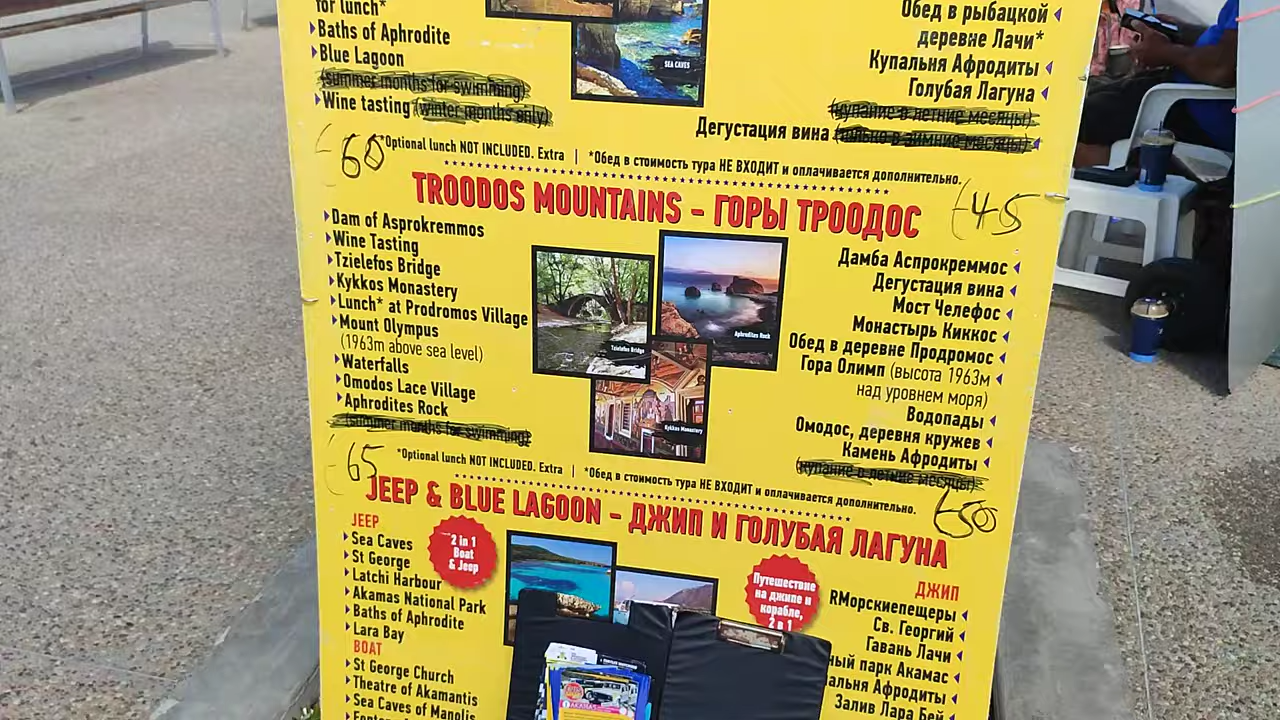 for lunch*
Baths of Aphrodite
Blue Lagoon
(summer months for swimming)
Wine tasting (winter months only)
SEA CAVES
Обед в рыбацкой
деревне Лачи*
Купальня Афродиты
Голубая Лагуна
(купание в летние месяцы)
Дегустация вина (только в зимние месяцы)
*Optional lunch NOT INCLUDED. Extra | *Обед в стоимость тура НЕ ВХОДИТ и оплачивается дополнительно.
€60
TROODOS MOUNTAINS - ГОРЫ ТРООДОС
€45
Dam of Asprokremmos
Wine Tasting
Tzielefos Bridge
Kykkos Monastery
Lunch* at Prodromos Village
Mount Olympus
(1963m above sea level)
Waterfalls
Omodos Lace Village
Aphrodites Rock
(summer months for swimming)
Tzielefos Bridge
Aphrodites Rock
Kykkos Monastery
Дамба Аспрокреммос
Дегустация вина
Мост Челефос
Монастырь Киккос
Обед в деревне Продромос
Гора Олимп (высота 1963м
над уровнем моря)
Водопады
Омодос, деревня кружев
Камень Афродиты
(купание в летние месяцы)
*Optional lunch NOT INCLUDED. Extra | *Обед в стоимость тура НЕ ВХОДИТ и оплачивается дополнительно.
€65
JEEP & BLUE LAGOON - ДЖИП И ГОЛУБАЯ ЛАГУНА
€50
JEEP
Sea Caves
St George
Latchi Harbour
Akamas National Park
Baths of Aphrodite
Lara Bay
BOAT
St George Church
Theatre of Akamantis
Sea Caves of Manolis
2 in 1
Boat
& Jeep
Путешествие
на джипе и
корабле,
2 в 1
ДЖИП
RМорскиепещеры
Св. Георгий
Гавань Лачи
ный парк Акамас
альня Афродиты
Залив Лара Бей